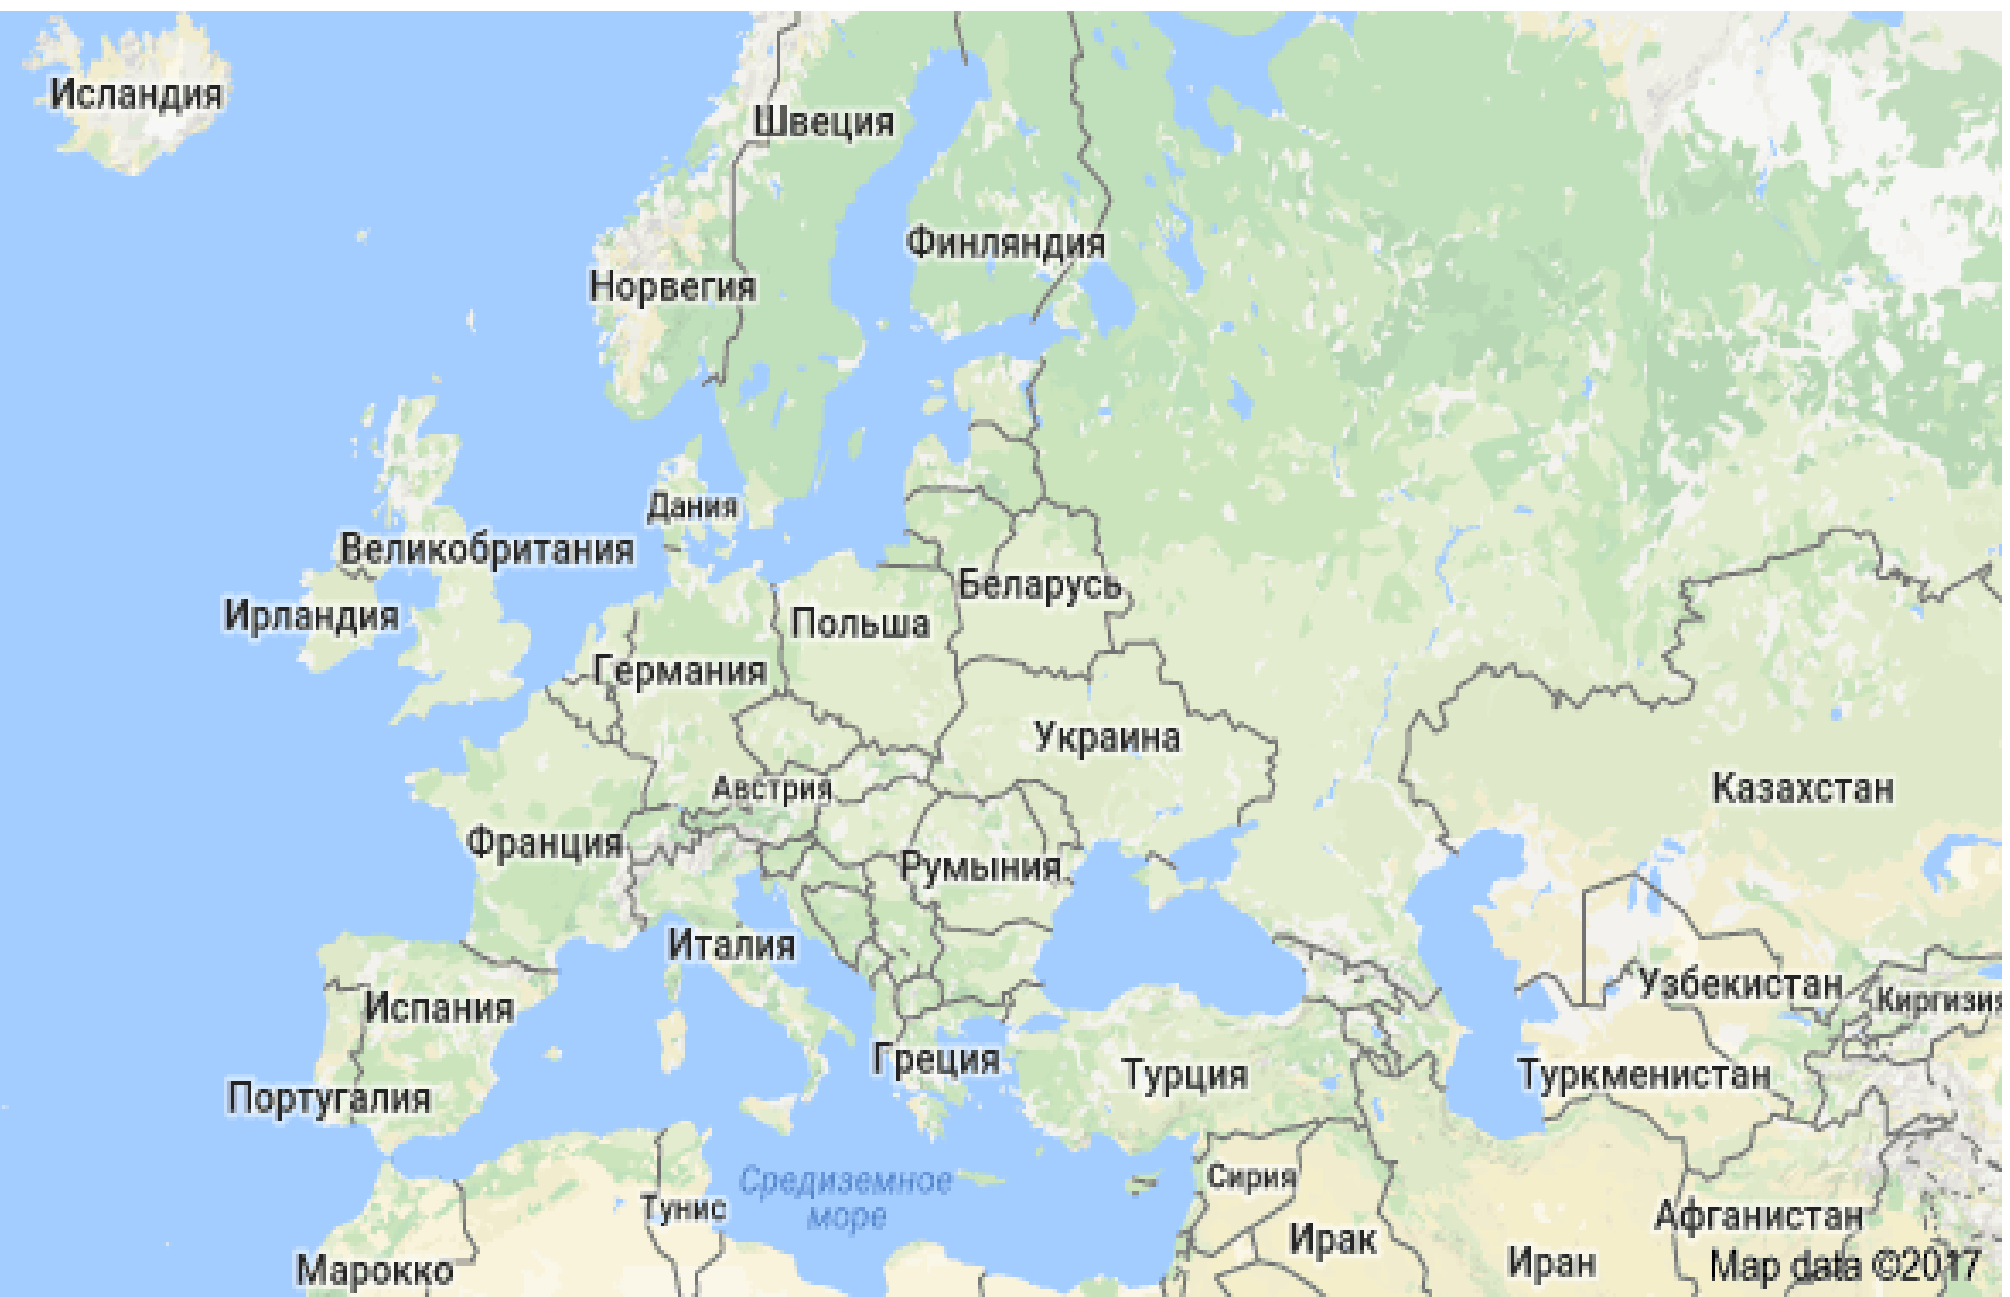 Исландия
Швеция
Финляндия
Норвегия
Дания
Великобритания
Беларусь
Ирландия
Польша
Германия
Украина
Австрия
Казахстан
Франция
Румыния
Италия
Узбекистан
Киргизия
Испания
Греция
Турция
Туркменистан
Португалия
Средиземное
море
Сирия
Тунис
Афганистан
Ирак
Иран
Марокко
Map data ©2017